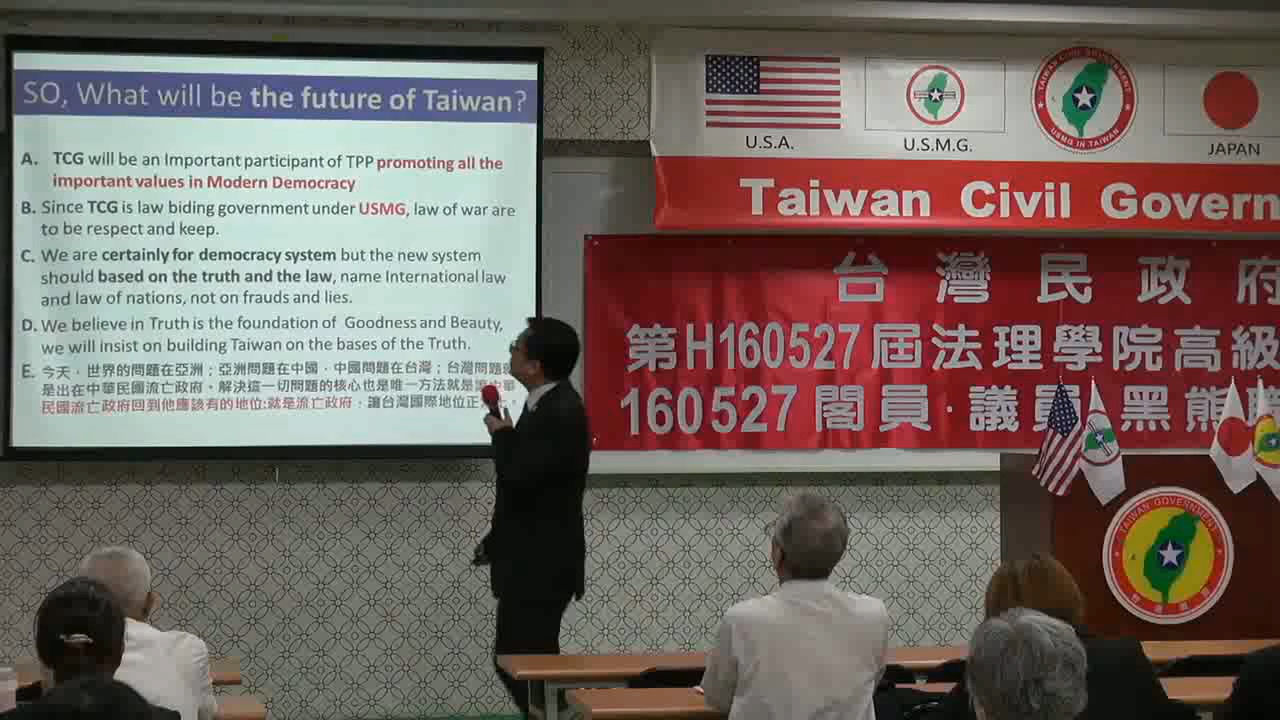 SO, What will be the future of Taiwan?
A. TCG will be an Important participant of TPP promoting all the
important values in Modern Democracy
B. Since TCG is law biding government under USMG, law of war are
to be respect and keep.
C. We are certainly for democracy system but the new system
should based on the truth and the law, name International law
and law of nations, not on frauds and lies.
D. We believe in Truth is the foundation of Goodness and Beauty,
we will insist on building Taiwan on the bases of the Truth.
E. 今天，世界的問題在亞洲；亞洲問題在中國，中國問題在台灣；台灣問題
是出在中華民國流亡政府。解決這一切問題的核心也是唯一方法就是
民國流亡政府回到他應該有的地位:就是流亡政府，讓台灣國際地位正
U.S.A.
U.S.M.G.
TAIWAN CIVIL GOVERNMENT
USMG IN TAIWAN
JAPAN
Taiwan Civil Govern
台灣民政府
第H160527屆法理學院高級
160527閣員·議員·黑熊
TAIWAN GOVERNMENT